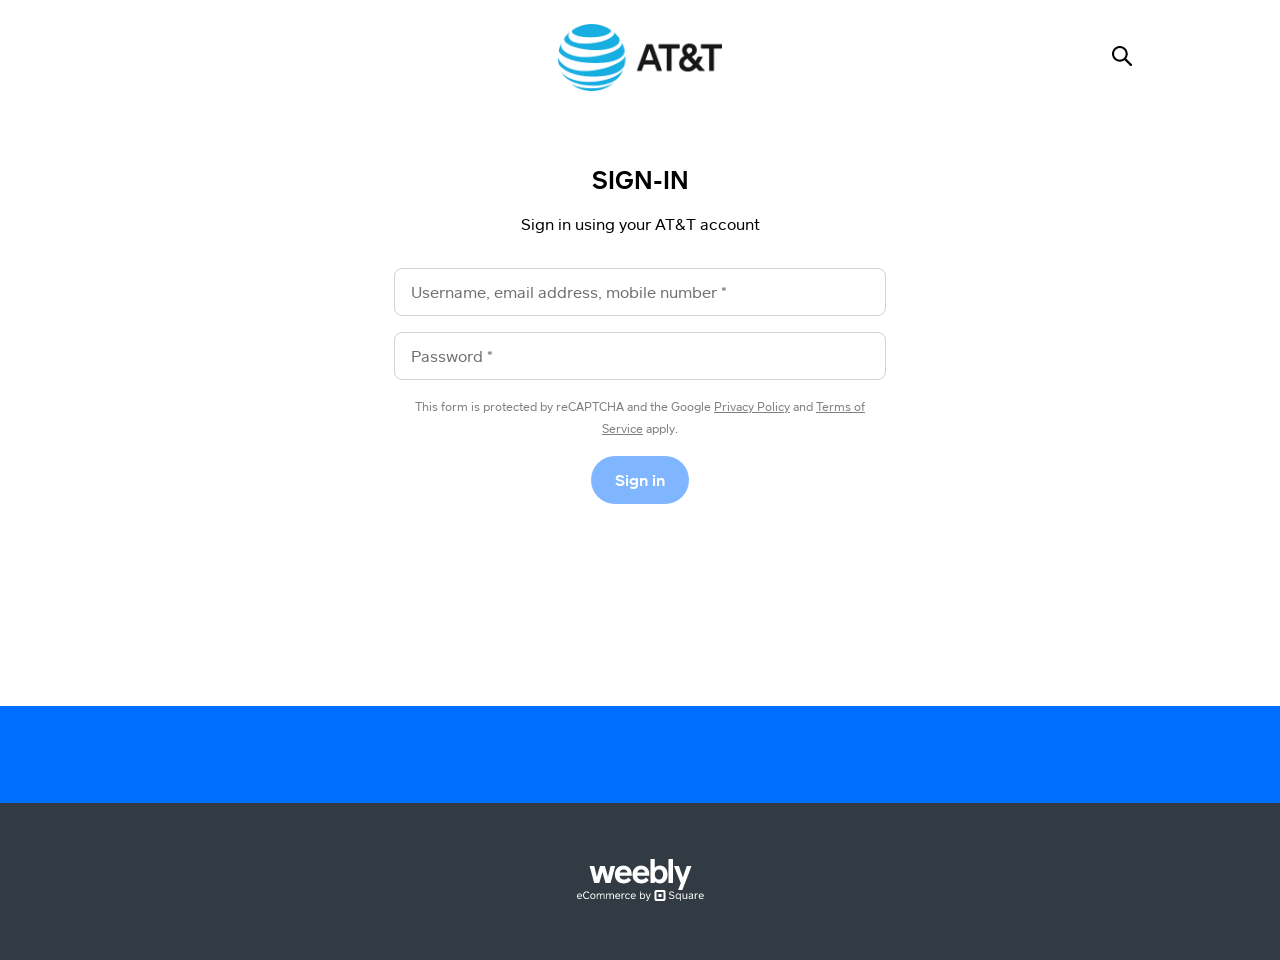 AT&T
SIGN-IN
Sign in using your AT&T account
Username, email address, mobile number *
Password *
This form is protected by reCAPTCHA and the Google Privacy Policy and Terms of
Service apply.
Sign in
weebly
eCommerce by Square